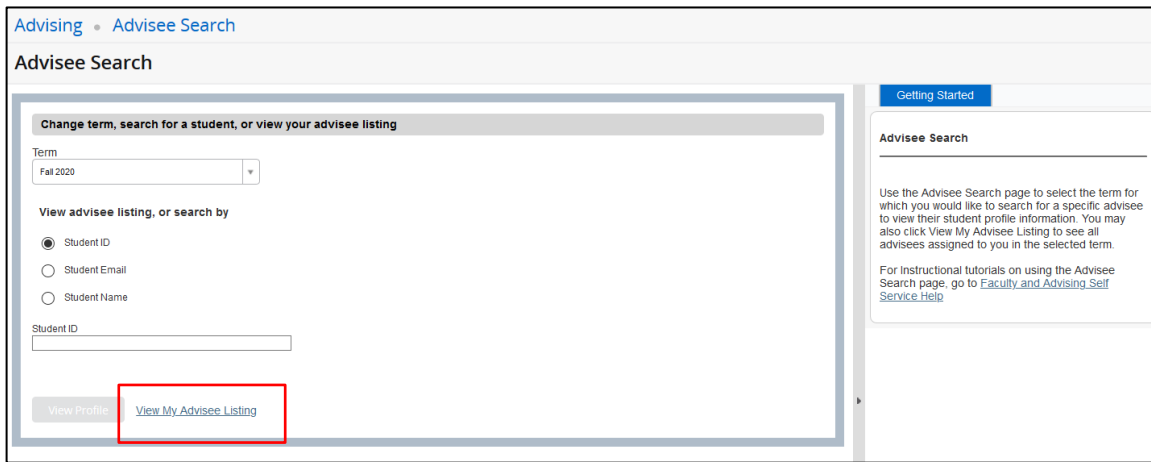 Advising • Advisee Search
Advisee Search
Change term, search for a student, or view your advisee listing
Term
Fall 2020
View advisee listing, or search by
Student ID
Student Email
Student Name
Student ID
View Profile
View My Advisee Listing
Getting Started
Advisee Search
Use the Advisee Search page to select the term for
which you would like to search for a specific advisee
to view their student profile information. You may
also click View My Advisee Listing to see all
advisees assigned to you in the selected term.
For Instructional tutorials on using the Advisee
Search page, go to Faculty and Advising Self
Service Help